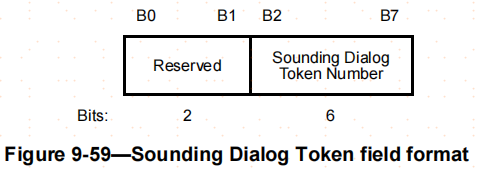 B0 B1 B2 B7
Reserved
Sounding Dialog
Token Number
Bits: 2 6
Figure 9-59—Sounding Dialog Token field format